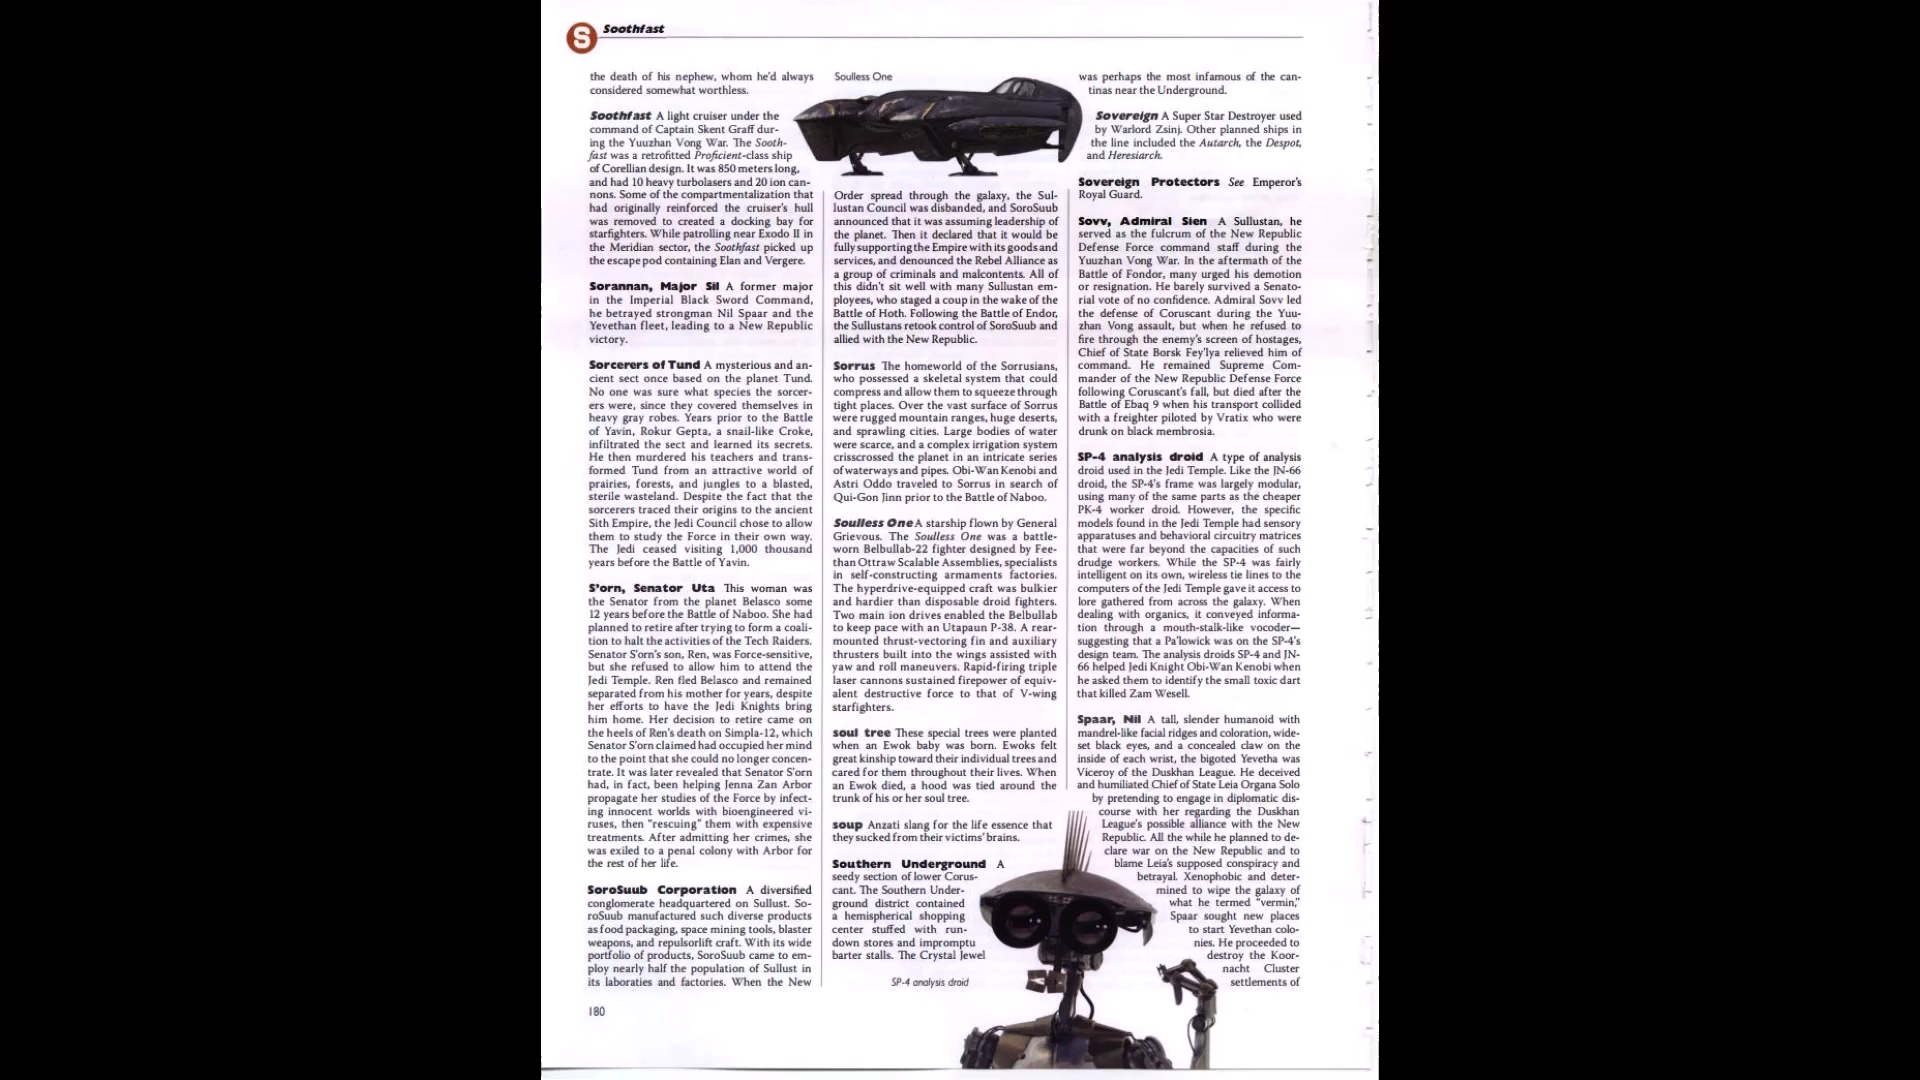 S
Soothfast
the death of his nephew, whom he'd always
considered somewhat worthless.
Soothfast A light cruiser under the
command of Captain Skent Graff dur-
ing the Yuuzhan Vong War. The Sooth-
fast was a retrofitted Proficient-class ship
of Corellian design. It was 850 meters long,
and had 10 heavy turbolasers and 20 ion can-
nons. Some of the compartmentalization that
had originally reinforced the cruiser's hull
was removed to created a docking bay for
starfighters. While patrolling near Exodo II in
the Meridian sector, the Soothfast picked up
the escape pod containing Elan and Vergere.
Sorannan, Major Sil A former major
in the Imperial Black Sword Command,
he betrayed strongman Nil Spaar and the
Yevethan fleet, leading to a New Republic
victory.
Sorcerers of Tund A mysterious and an-
cient sect once based on the planet Tund.
No one was sure what species the sorcer-
ers were, since they covered themselves in
heavy gray robes. Years prior to the Battle
of Yavin, Rokur Gepta, a snail-like Croke,
infiltrated the sect and learned its secrets.
He then murdered his teachers and trans-
formed Tund from an attractive world of
prairies, forests, and jungles to a blasted,
sterile wasteland. Despite the fact that the
sorcerers traced their origins to the ancient
Sith Empire, the Jedi Council chose to allow
them to study the Force in their own way.
The Jedi ceased visiting 1,000 thousand
years before the Battle of Yavin.
S'orn, Senator Uta This woman was
the Senator from the planet Belasco some
12 years before the Battle of Naboo. She had
planned to retire after trying to form a coali-
tion to halt the activities of the Tech Raiders.
Senator S'orn's son, Ren, was Force-sensitive,
but she refused to allow him to attend the
Jedi Temple. Ren fled Belasco and remained
separated from his mother for years, despite
her efforts to have the Jedi Knights bring
him home. Her decision to retire came on
the heels of Ren's death on Simpla-12, which
Senator S'orn claimed had occupied her mind
to the point that she could no longer concen-
trate. It was later revealed that Senator S'orn
had, in fact, been helping Jenna Zan Arbor
propagate her studies of the Force by infect-
ing innocent worlds with bioengineered vi-
ruses, then "rescuing" them with expensive
treatments. After admitting her crimes, she
was exiled to a penal colony with Arbor for
the rest of her life.
SoroSuub Corporation A diversified
conglomerate headquartered on Sullust. So-
roSuub manufactured such diverse products
as food packaging, space mining tools, blaster
weapons, and repulsorlift craft. With its wide
portfolio of products, SoroSuub came to em-
ploy nearly half the population of Sullust in
its laboraties and factories. When the New
180
Soulless One
Order spread through the galaxy, the Sul-
lustan Council was disbanded, and SoroSuub
announced that it was assuming leadership of
the planet. Then it declared that it would be
fully supporting the Empire with its goods and
services, and denounced the Rebel Alliance as
a group of criminals and malcontents. All of
this didn't sit well with many Sullustan em-
ployees, who staged a coup in the wake of the
Battle of Hoth. Following the Battle of Endor,
the Sullustans retook control of SoroSuub and
allied with the New Republic.
Sorrus The homeworld of the Sorrusians,
who possessed a skeletal system that could
compress and allow them to squeeze through
tight places. Over the vast surface of Sorrus
were rugged mountain ranges, huge deserts,
and sprawling cities. Large bodies of water
were scarce, and a complex irrigation system
crisscrossed the planet in an intricate series
of waterways and pipes. Obi-Wan Kenobi and
Astri Oddo traveled to Sorrus in search of
Qui-Gon Jinn prior to the Battle of Naboo.
Soulless One A starship flown by General
Grievous. The Soulless One was a battle-
worn Belbullab-22 fighter designed by Fee-
than Ottraw Scalable Assemblies, specialists
in self-constructing armaments factories.
The hyperdrive-equipped craft was bulkier
and hardier than disposable droid fighters.
Two main ion drives enabled the Belbullab
to keep pace with an Utapaun P-38. A rear-
mounted thrust-vectoring fin and auxiliary
thrusters built into the wings assisted with
yaw and roll maneuvers. Rapid-firing triple
laser cannons sustained firepower of equiv-
alent destructive force to that of V-wing
starfighters.
soul tree These special trees were planted
when an Ewok baby was born. Ewoks felt
great kinship toward their individual trees and
cared for them throughout their lives. When
an Ewok died, a hood was tied around the
trunk of his or her soul tree.
soup Anzati slang for the life essence that
they sucked from their victims' brains.
Southern Underground A
seedy section of lower Corus-
cant. The Southern Under-
ground district contained
a hemispherical shopping
center stuffed with run-
down stores and impromptu
barter stalls. The Crystal Jewel
SP-4 analysis droid
was perhaps the most infamous of the can-
tinas near the Underground.
Sovereign A Super Star Destroyer used
by Warlord Zsinj. Other planned ships in
the line included the Autarch, the Despot,
and Heresiarch.
Sovereign Protectors See Emperor's
Royal Guard.
Sovv, Admiral Sien A Sullustan, he
served as the fulcrum of the New Republic
Defense Force command staff during the
Yuuzhan Vong War. In the aftermath of the
Battle of Fondor, many urged his demotion
or resignation. He barely survived a Senato-
rial vote of no confidence. Admiral Sovv led
the defense of Coruscant during the Yuu-
zhan Vong assault, but when he refused to
fire through the enemy's screen of hostages,
Chief of State Borsk Fey'lya relieved him of
command. He remained Supreme Com-
mander of the New Republic Defense Force
following Coruscant's fall, but died after the
Battle of Ebaq 9 when his transport collided
with a freighter piloted by Vratix who were
drunk on black membrosia.
SP-4 analysis droid A type of analysis
droid used in the Jedi Temple. Like the JN-66
droid, the SP-4's frame was largely modular,
using many of the same parts as the cheaper
PK-4 worker droid. However, the specific
models found in the Jedi Temple had sensory
apparatuses and behavioral circuitry matrices
that were far beyond the capacities of such
drudge workers. While the SP-4 was fairly
intelligent on its own, wireless tie lines to the
computers of the Jedi Temple gave it access to
lore gathered from across the galaxy. When
dealing with organics, it conveyed informa-
tion through a mouth-stalk-like vocoder—
suggesting that a Pa'lowick was on the SP-4's
design team. The analysis droids SP-4 and JN-
66 helped Jedi Knight Obi-Wan Kenobi when
he asked them to identify the small toxic dart
that killed Zam Wesell.
Spaar, Nil A tall, slender humanoid with
mandrel-like facial ridges and coloration, wide-
set black eyes, and a concealed claw on the
inside of each wrist, the bigoted Yevetha was
Viceroy of the Duskhan League. He deceived
and humiliated Chief of State Leia Organa Solo
by pretending to engage in diplomatic dis-
course with her regarding the Duskhan
League's possible alliance with the New
Republic. All the while he planned to de-
clare war on the New Republic and to
blame Leia's supposed conspiracy and
betrayal. Xenophobic and deter-
mined to wipe the galaxy of
what he termed "vermin,"
Spaar sought new places
to start Yevethan colo-
nies. He proceeded to
destroy the Koor-
nacht Cluster
settlements of